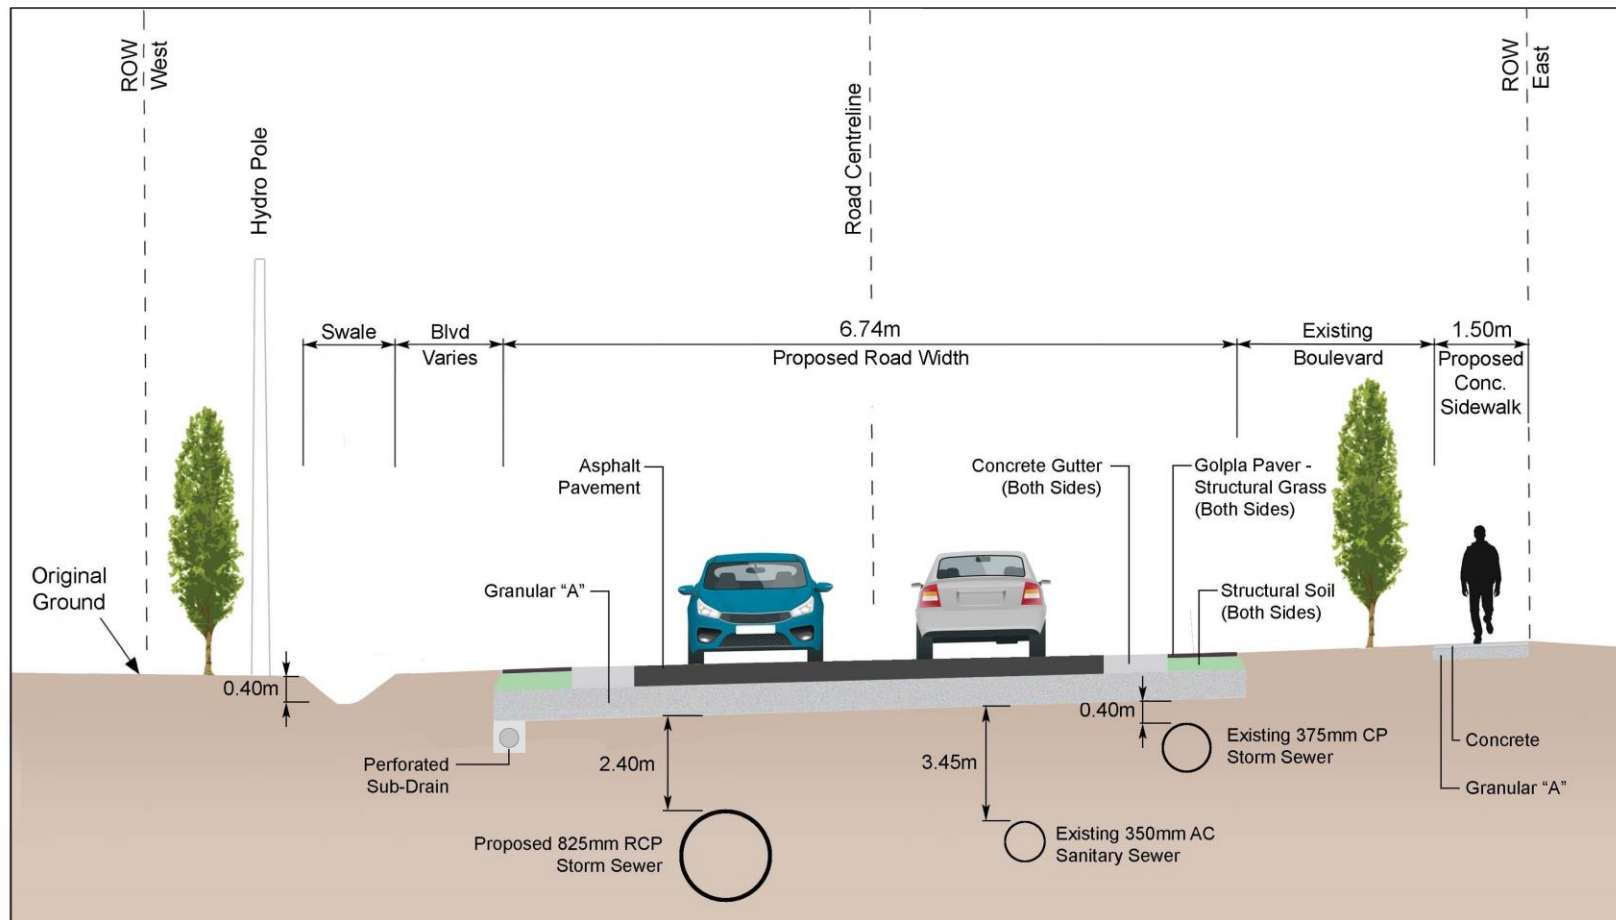 ROW
West
Hydro Pole
Road Centreline
ROW
East
Swale
Blvd
Varies
6.74m
Proposed Road Width
Existing
Boulevard
1.50m
Proposed
Conc.
Sidewalk
Asphalt
Pavement
Concrete Gutter
(Both Sides)
Golpla Paver -
Structural Grass
(Both Sides)
Original
Ground
Granular “A”
Structural Soil
(Both Sides)
0.40m
0.40m
Perforated
Sub-Drain
2.40m
3.45m
Existing 375mm CP
Storm Sewer
Concrete
Granular “A”
Proposed 825mm RCP
Storm Sewer
Existing 350mm AC
Sanitary Sewer